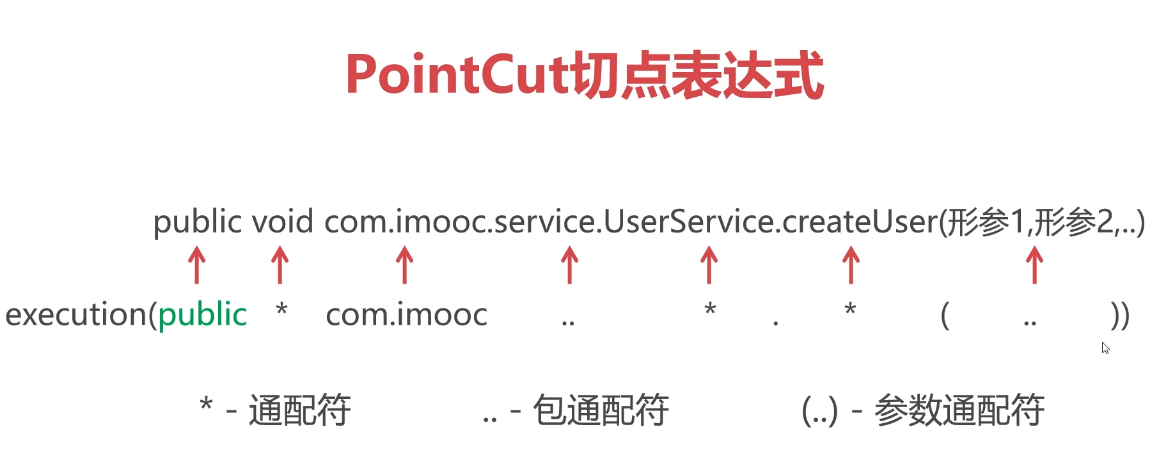 PointCut切点表达式
public void com.imooc.service.UserService.createUser(形参1,形参2,..)
execution(public * com.imooc .. * . * ( .. ))
* - 通配符 .. - 包通配符 (..) - 参数通配符